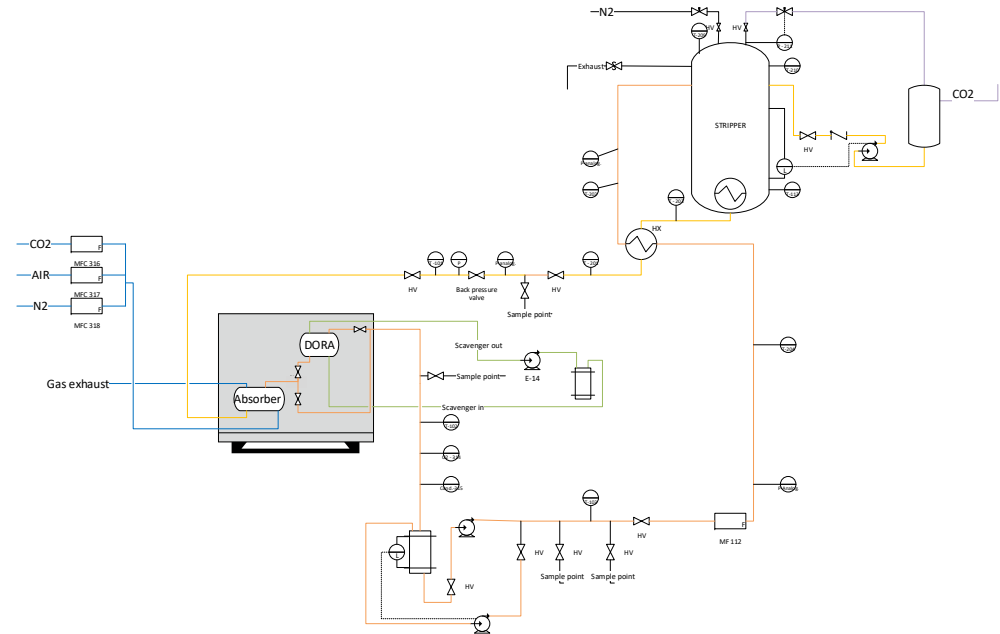 N2
HV
HV
Exhaust
STRIPPER
CO2
HV
L
HX
CO2
F
MFC 316
AIR
F
MFC 317
N2
F
MFC 318
P
HV
Back pressure
valve
HV
Sample point
DORA
Scavenger out
E-14
Gas exhaust
Absorber
Sample point
Scavenger in
HV
F
MF 112
L
HV
HV
HV
HV
Sample point
Sample point